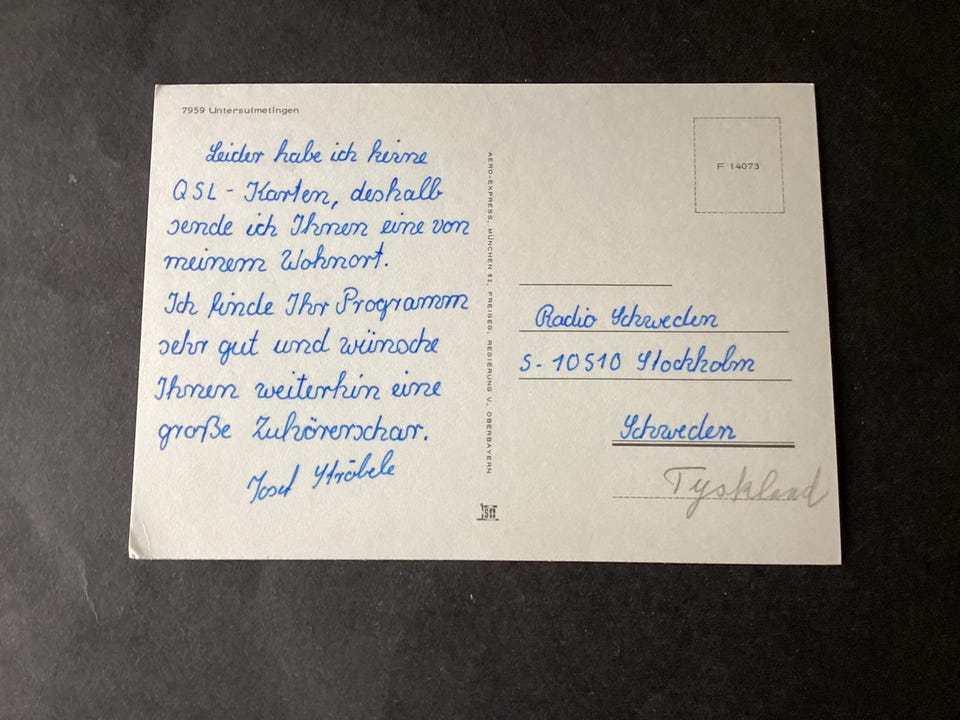 7959 Untersulmetingen
Leider habe ich keine
QSL - Karten, deshalb
sende ich Ihnen eine von
meinem Wohnort.
Ich finde Ihr Programm
sehr gut und wünsche
Ihnen weiterhin eine
große Zuhörerschar.
Josef Ströbele
AERO-EXPRESS, MÜNCHEN 82, FREIGEG. REGIERUNG V. OBERBAYERN
F 14073
Radio Schweden
S- 10510 Stockholm
Schweden
Tyskland